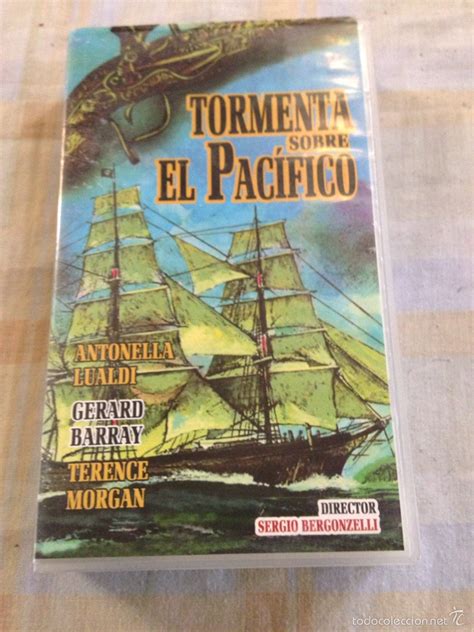 TORMENTA
SOBRE
EL PACÍFICO
ANTONELLA
LUALDI
GERARD
BARRAY
TERENCE
MORGAN
DIRECTOR
SERGIO BERGONZELLI
todocoleccion.net